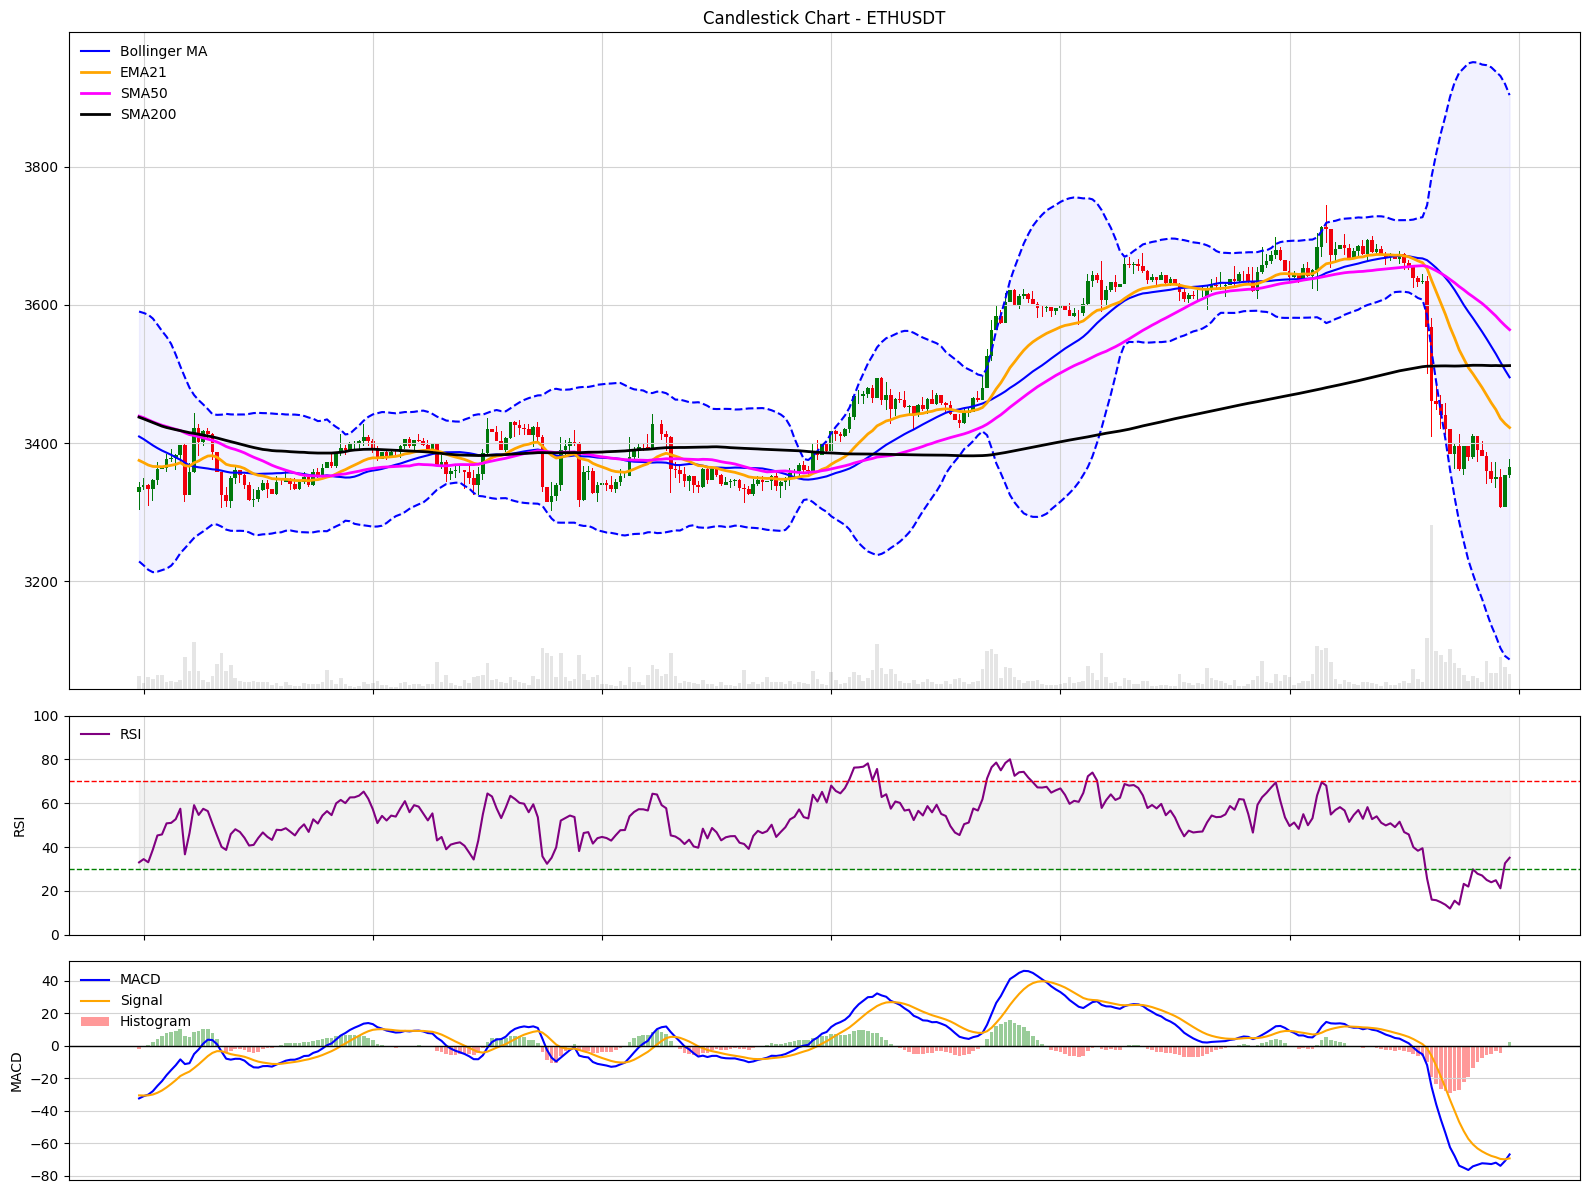 Candlestick Chart - ETHUSDT
Bollinger MA
EMA21
SMA50
SMA200
3800
3600
3400
3200
100
RSI
80
60
RSI
40
20
0
MACD
40
Signal
20
Histogram
0
MACD
−20
−40
−60
−80